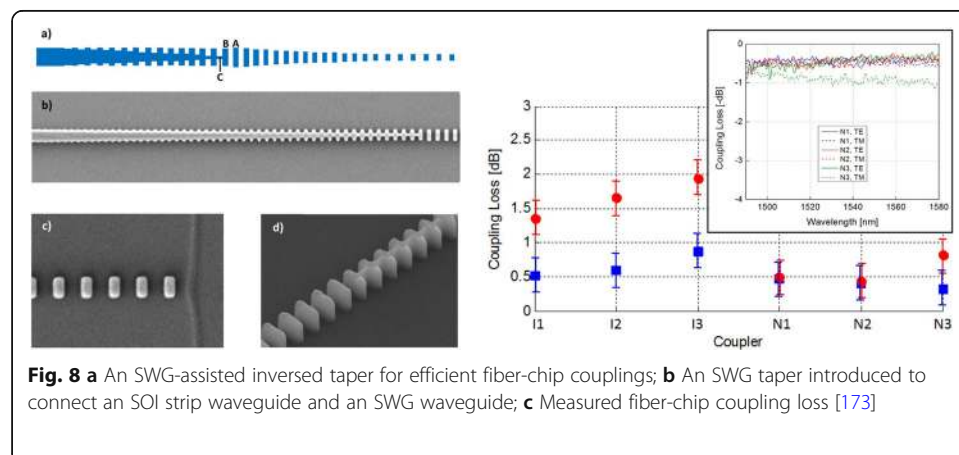 a)
B A
C
b)
c)
d)
Coupling Loss [dB]
3
2.5
2
1.5
1
0.5
0
I1 I2 I3 N1 N2 N3
Coupler
Coupling Loss [-dB]
0
-1
-2
-3
-4
N1, TE
N1, TM
N2, TE
N2, TM
N3, TE
N3, TM
1500 1520 1540 1560 1580
Wavelength [nm]
Fig. 8 a An SWG-assisted inversed taper for efficient fiber-chip couplings; b An SWG taper introduced to
connect an SOI strip waveguide and an SWG waveguide; c Measured fiber-chip coupling loss [173]